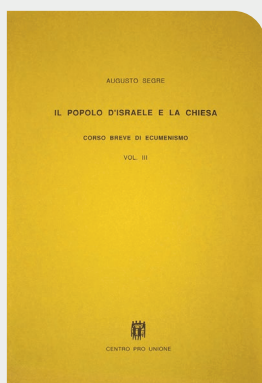 AUGUSTO SEGRE
IL POPOLO D'ISRAELE E LA CHIESA
CORSO BREVE DI ECUMENISMO
VOL. III
CENTRO PRO UNIONE